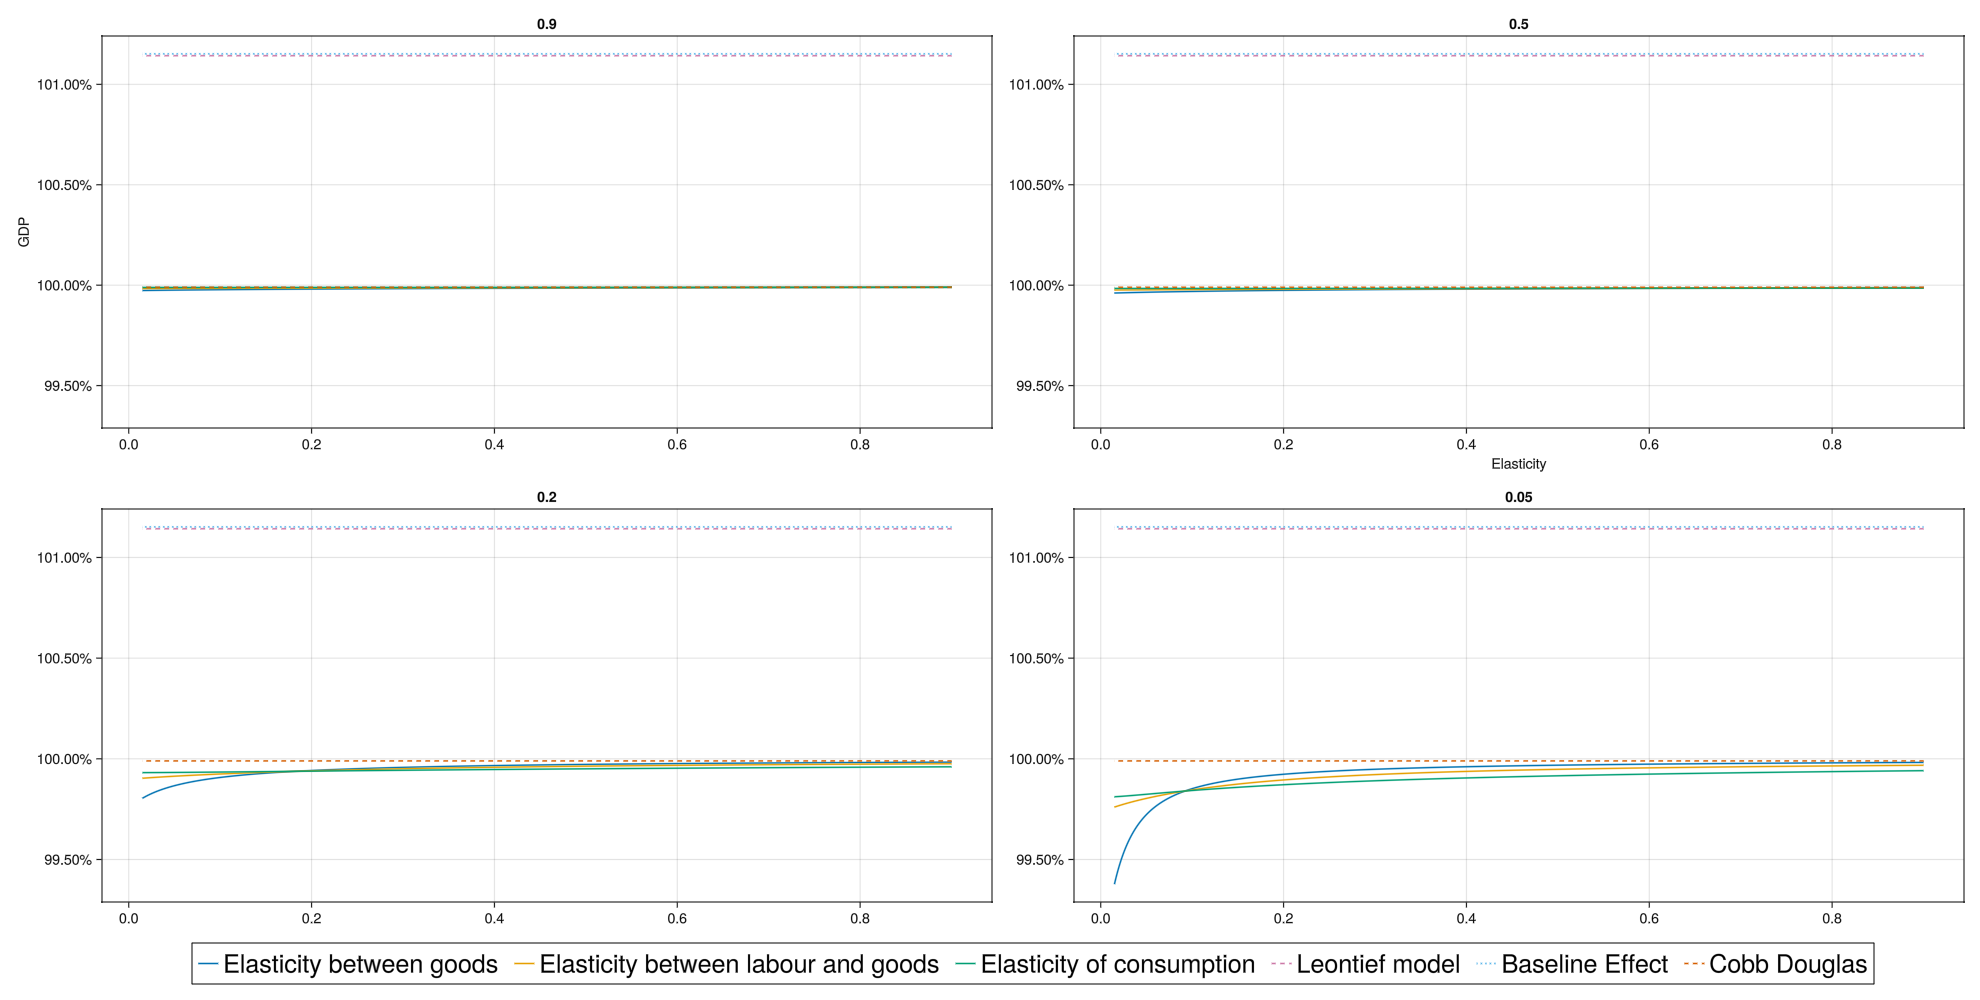 0.9
0.5
101.00%
100.50%
100.00%
99.50%
GDP
0.0 0.2 0.4 0.6 0.8
101.00%
100.50%
100.00%
99.50%
0.0 0.2 0.4 0.6 0.8
Elasticity
0.2
0.05
101.00%
100.50%
100.00%
99.50%
0.0 0.2 0.4 0.6 0.8
101.00%
100.50%
100.00%
99.50%
0.0 0.2 0.4 0.6 0.8
Elasticity between goods Elasticity between labour and goods Elasticity of consumption Leontief model Baseline Effect Cobb Douglas